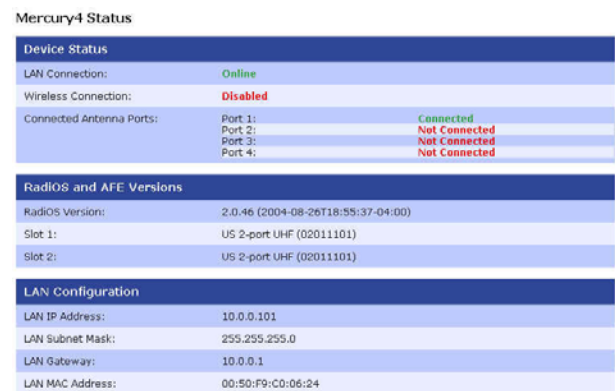 Mercury4 Status
Device Status
LAN Connection: Online
Wireless Connection: Disabled
Connected Antenna Ports: Port 1: Connected
Port 2: Not Connected
Port 3: Not Connected
Port 4: Not Connected
RadiOS and AFE Versions
RadiOS Version: 2.0.46 (2004-08-26T18:55:37-04:00)
Slot 1: US 2-port UHF (02011101)
Slot 2: US 2-port UHF (02011101)
LAN Configuration
LAN IP Address: 10.0.0.101
LAN Subnet Mask: 255.255.255.0
LAN Gateway: 10.0.0.1
LAN MAC Address: 00:50:F9:C0:06:24